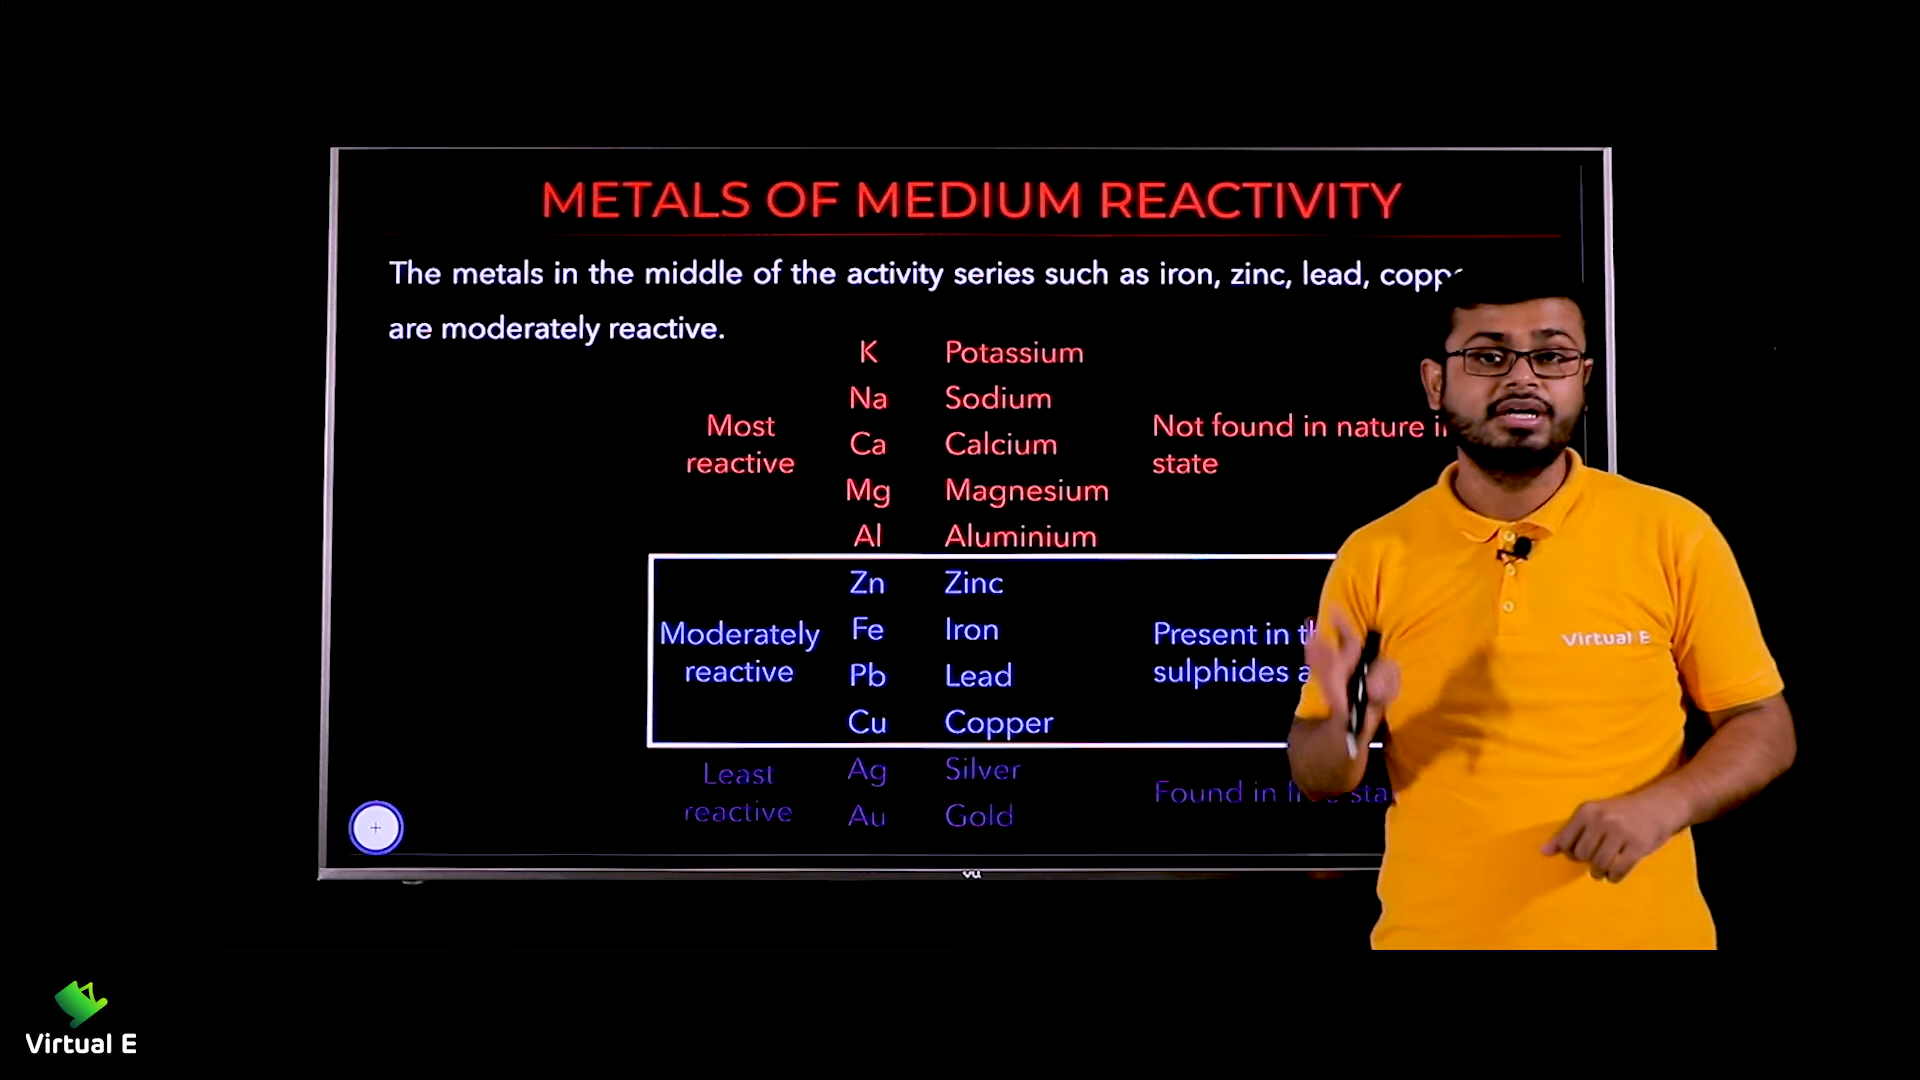 METALS OF MEDIUM REACTIVITY
The metals in the middle of the activity series such as iron, zinc, lead,
are moderately reactive.
K Potassium
Na Sodium
Most reactive
Ca Calcium
Not found in nature
state
Mg Magnesium
Al Aluminium
Zn Zinc
Moderately reactive
Fe Iron
Present in
sulphides
Pb Lead
Cu Copper
Least reactive
Ag Silver
Found in
Au Gold
vu
Virtual E
Virtual E